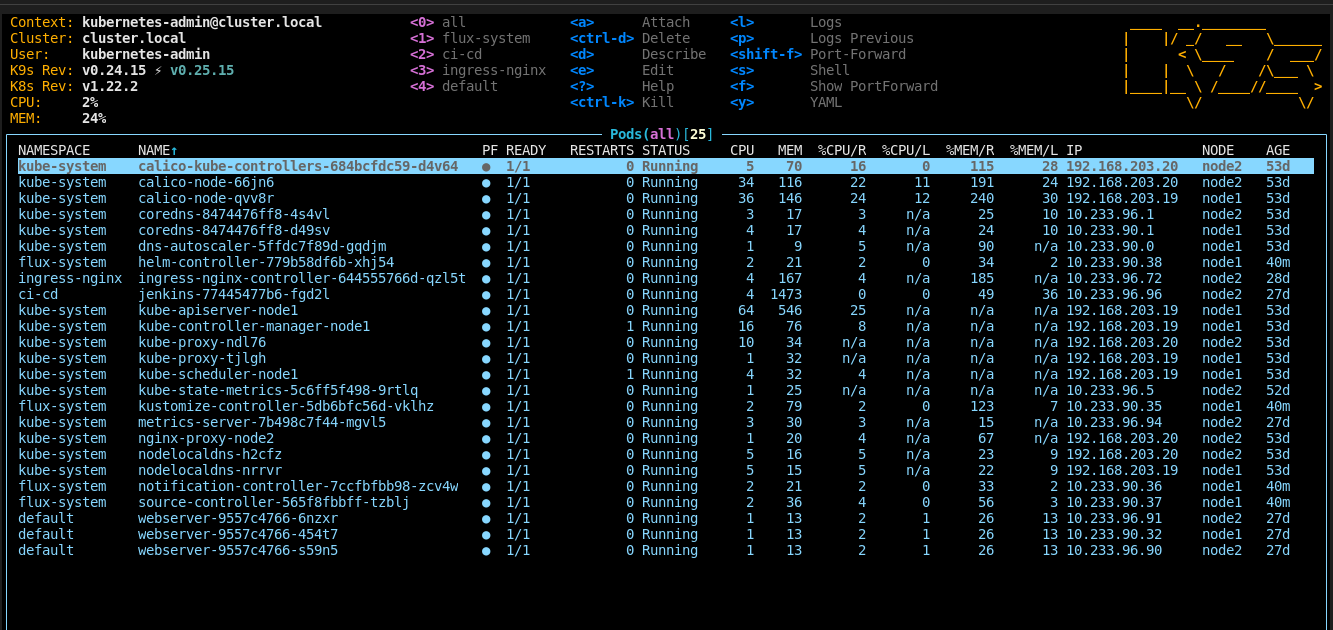 Context: kubernetes-admin@cluster.local <0> all <a> Attach <l> Logs
Cluster: cluster.local <1> flux-system <ctrl-d> Delete <p> Logs Previous
User: kubernetes-admin <2> ci-cd <d> Describe <shift-f> Port-Forward
K9s Rev: v0.24.15 ⚡ v0.25.15 <3> ingress-nginx <e> Edit <s> Shell
K8s Rev: v1.22.2 <4> default <?> Help <f> Show PortForward
CPU: 2% <ctrl-k> Kill <y> YAML
MEM: 24%
Pods(all)[25]
NAMESPACE NAME↑ PF READY RESTARTS STATUS CPU MEM %CPU/R %CPU/L %MEM/R %MEM/L IP NODE AGE
kube-system calico-kube-controllers-684bcfdc59-d4v64 ● 1/1 0 Running 5 70 16 0 115 28 192.168.203.20 node2 53d
kube-system calico-node-66jn6 ● 1/1 0 Running 34 116 22 11 191 24 192.168.203.20 node2 53d
kube-system calico-node-qvv8r ● 1/1 0 Running 36 146 24 12 240 30 192.168.203.19 node1 53d
kube-system coredns-8474476ff8-4s4vl ● 1/1 0 Running 3 17 3 n/a 25 10 10.233.96.1 node2 53d
kube-system coredns-8474476ff8-d49sv ● 1/1 0 Running 4 17 4 n/a 24 10 10.233.90.1 node1 53d
kube-system dns-autoscaler-5ffdc7f89d-gqdjm ● 1/1 0 Running 1 9 5 n/a 90 n/a 10.233.90.0 node1 53d
flux-system helm-controller-779b58df6b-xhj54 ● 1/1 0 Running 2 21 2 0 34 2 10.233.90.38 node1 40m
ingress-nginx ingress-nginx-controller-644555766d-qzl5t ● 1/1 0 Running 4 167 4 n/a 185 n/a 10.233.96.72 node2 28d
ci-cd jenkins-77445477b6-fgd2l ● 1/1 0 Running 4 1473 0 0 49 36 10.233.96.96 node2 27d
kube-system kube-apiserver-node1 ● 1/1 0 Running 64 546 25 n/a n/a n/a 192.168.203.19 node1 53d
kube-system kube-controller-manager-node1 ● 1/1 1 Running 16 76 8 n/a n/a n/a 192.168.203.19 node1 53d
kube-system kube-proxy-ndl76 ● 1/1 0 Running 10 34 n/a n/a n/a n/a 192.168.203.20 node2 53d
kube-system kube-proxy-tjlgh ● 1/1 0 Running 1 32 n/a n/a n/a n/a 192.168.203.19 node1 53d
kube-system kube-scheduler-node1 ● 1/1 1 Running 4 32 4 n/a n/a n/a 192.168.203.19 node1 53d
kube-system kube-state-metrics-5c6ff5f498-9rtlq ● 1/1 0 Running 1 25 n/a n/a n/a n/a 10.233.96.5 node2 52d
flux-system kustomize-controller-5db6bfc56d-vklhz ● 1/1 0 Running 2 79 2 0 123 7 10.233.90.35 node1 40m
kube-system metrics-server-7b498c7f44-mgvl5 ● 1/1 0 Running 3 30 3 n/a 15 n/a 10.233.96.94 node2 27d
kube-system nginx-proxy-node2 ● 1/1 0 Running 1 20 4 n/a 67 n/a 192.168.203.20 node2 53d
kube-system nodelocaldns-h2cfz ● 1/1 0 Running 5 16 5 n/a 23 9 192.168.203.20 node2 53d
kube-system nodelocaldns-nrrvr ● 1/1 0 Running 5 15 5 n/a 22 9 192.168.203.19 node1 53d
flux-system notification-controller-7ccfbfbb98-zcv4w ● 1/1 0 Running 2 21 2 0 33 2 10.233.90.36 node1 40m
flux-system source-controller-565f8fbbff-tzblj ● 1/1 0 Running 2 36 4 0 56 3 10.233.90.37 node1 40m
default webserver-9557c4766-6nzxr ● 1/1 0 Running 1 13 2 1 26 13 10.233.96.91 node2 27d
default webserver-9557c4766-454t7 ● 1/1 0 Running 1 13 2 1 26 13 10.233.90.32 node1 27d
default webserver-9557c4766-s59n5 ● 1/1 0 Running 1 13 2 1 26 13 10.233.96.90 node2 27d